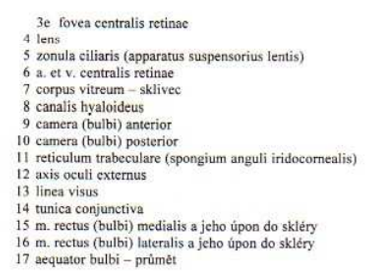 3e fovea centralis retinae
4 lens
5 zonula ciliaris (apparatus suspensorius lentis)
6 a. et v. centralis retinae
7 corpus vitreum – sklivec
8 canalis hyaloideus
9 camera (bulbi) anterior
10 camera (bulbi) posterior
11 reticulum trabeculare (spongium anguli iridocornealis)
12 axis oculi externus
13 linea visus
14 tunica conjunctiva
15 m. rectus (bulbi) medialis a jeho úpon do skléry
16 m. rectus (bulbi) lateralis a jeho úpon do skléry
17 aequator bulbi – průmět